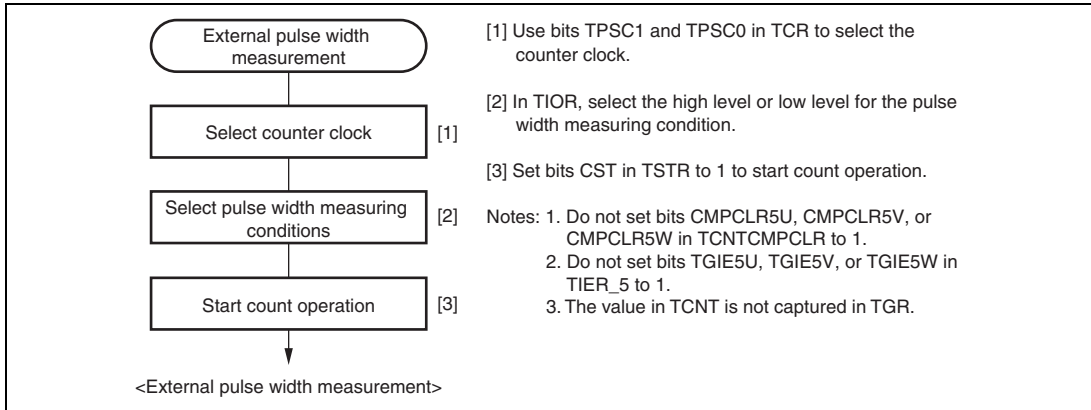 External pulse width
measurement
Select counter clock
[1]
Select pulse width measuring
conditions
[2]
Start count operation
[3]
<External pulse width measurement>
[1] Use bits TPSC1 and TPSC0 in TCR to select the
counter clock.
[2] In TIOR, select the high level or low level for the pulse
width measuring condition.
[3] Set bits CST in TSTR to 1 to start count operation.
Notes: 1. Do not set bits CMPCLR5U, CMPCLR5V, or
CMPCLR5W in TCNTCMPCLR to 1.
2. Do not set bits TGIE5U, TGIE5V, or TGIE5W in
TIER_5 to 1.
3. The value in TCNT is not captured in TGR.